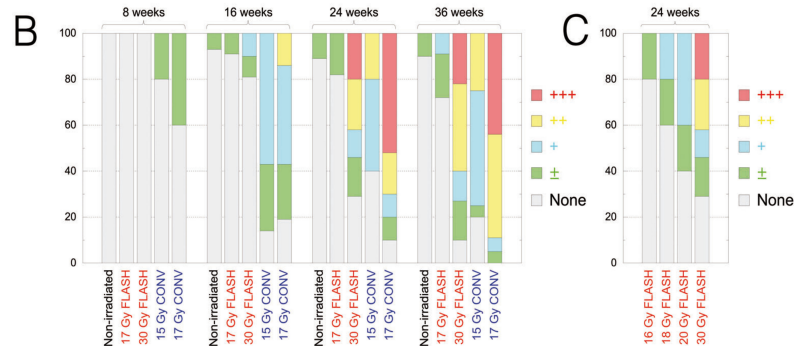 B
8 weeks
16 weeks
24 weeks
36 weeks
100
80
60
40
20
0
Non-irradiated
17 Gy FLASH
30 Gy FLASH
15 Gy CONV
17 Gy CONV
Non-irradiated
17 Gy FLASH
30 Gy FLASH
15 Gy CONV
17 Gy CONV
Non-irradiated
17 Gy FLASH
30 Gy FLASH
15 Gy CONV
17 Gy CONV
Non-irradiated
17 Gy FLASH
30 Gy FLASH
15 Gy CONV
17 Gy CONV
+++
++
+
±
None
C
24 weeks
100
80
60
40
20
0
16 Gy FLASH
18 Gy FLASH
20 Gy FLASH
30 Gy FLASH
+++
++
+
±
None